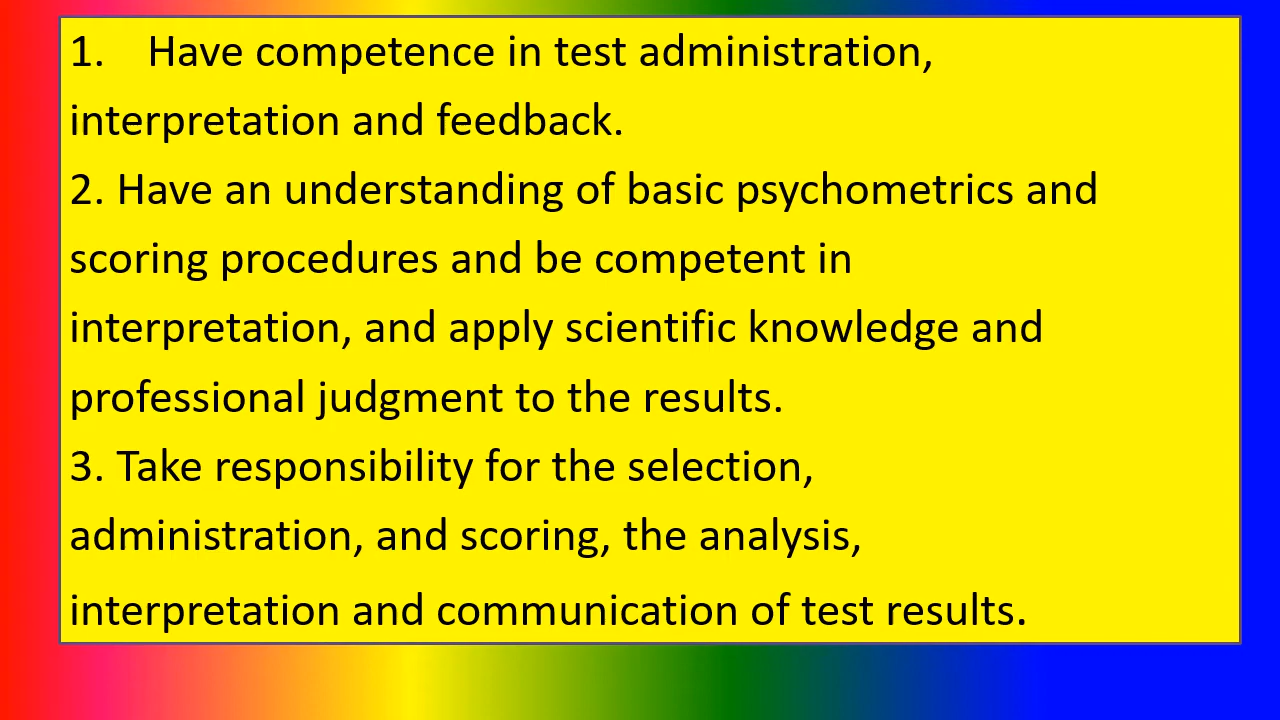 1. Have competence in test administration,
interpretation and feedback.
2. Have an understanding of basic psychometrics and
scoring procedures and be competent in
interpretation, and apply scientific knowledge and
professional judgment to the results.
3. Take responsibility for the selection,
administration, and scoring, the analysis,
interpretation and communication of test results.